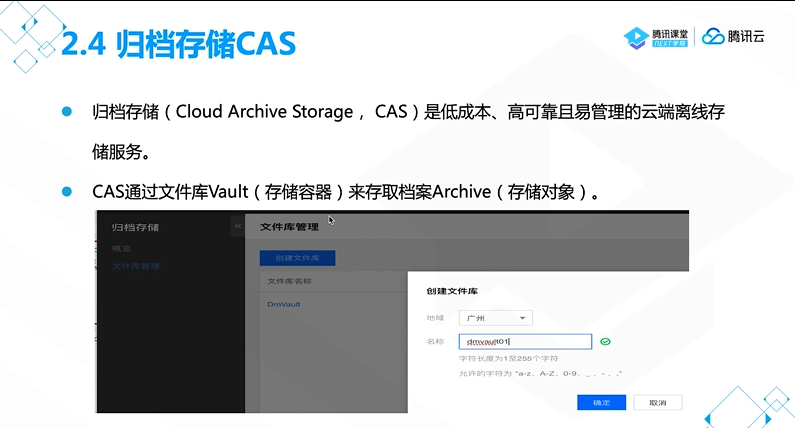 2.4 归档存储CAS
腾讯课堂
NEXT学院
腾讯云
归档存储（Cloud Archive Storage， CAS）是低成本、高可靠且易管理的云端离线存
储服务。
CAS通过文件库Vault（存储容器）来存取档案Archive（存储对象）。
归档存储
«
文件库管理
概览
文件库管理
创建文件库
文件库名称
DmVault
创建文件库
地域
广州
名称
dmvault01
字符长度为1至255个字符
允许的字符为 "a-z、A-Z、0-9、_ 、-、."
确定
取消